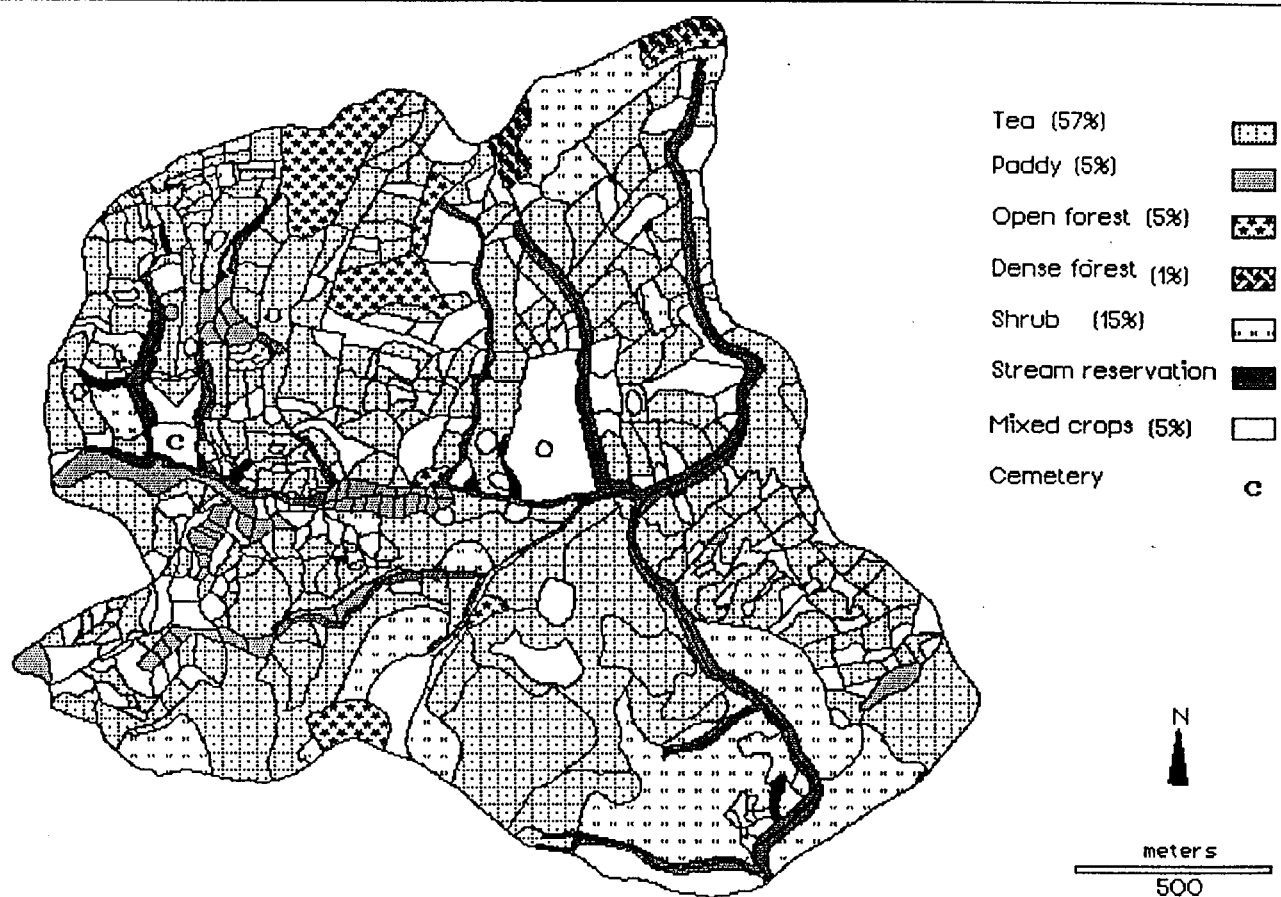 Tea (57%)
Paddy (5%)
Open forest (5%)
Dense forest (1%)
Shrub (15%)
Stream reservation
Mixed crops (5%)
Cemetery c
c
N
meters
500